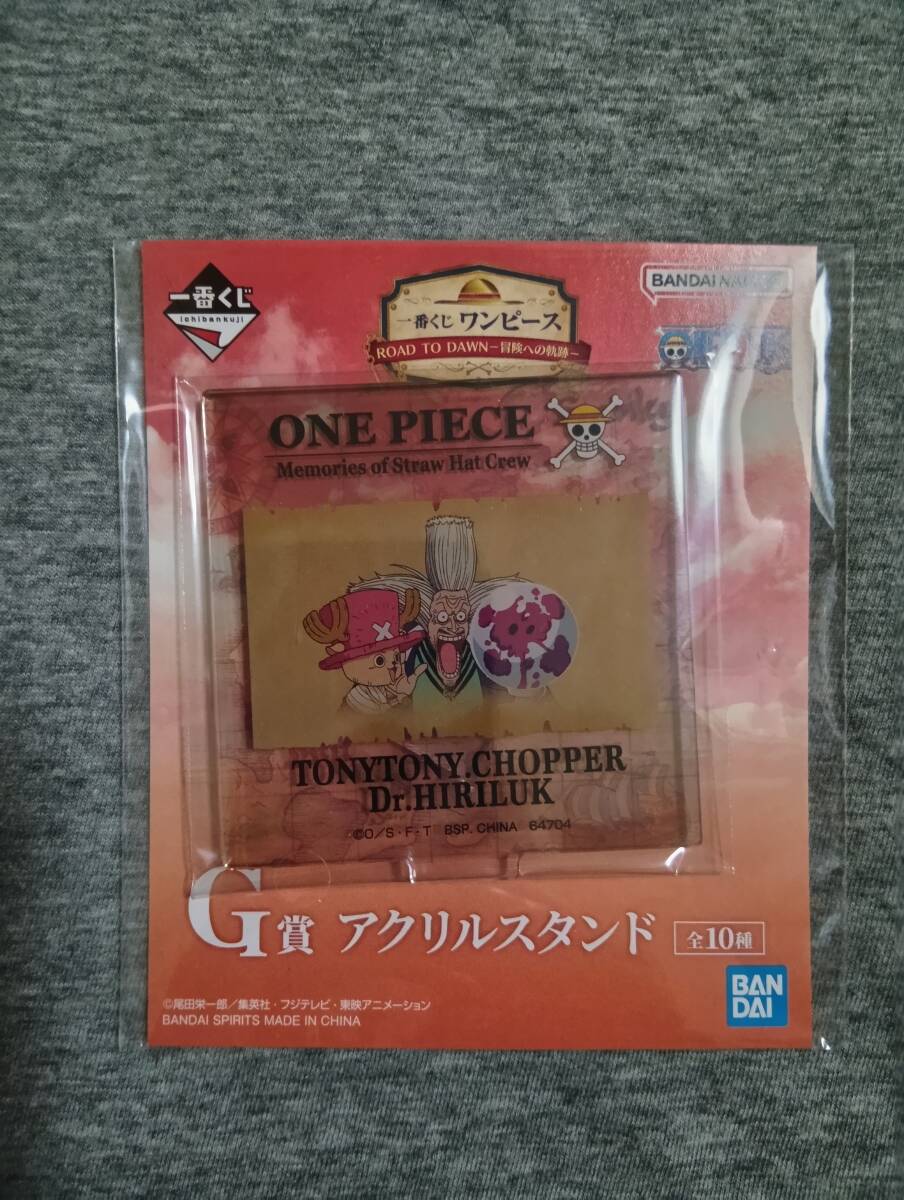 一番くじ
ichibankuji
一番くじ ワンピース
ROAD TO DAWN－冒険への軌跡－
BANDAI NAMCO
ONE PIECE
Memories of Straw Hat Crew
TONYTONY.CHOPPER
Dr.HIRILUK
©O／S・F・T BSP. CHINA 64704
G賞 アクリルスタンド 全10種
©尾田栄一郎／集英社・フジテレビ・東映アニメーション
BANDAI SPIRITS MADE IN CHINA
BAN
DAI